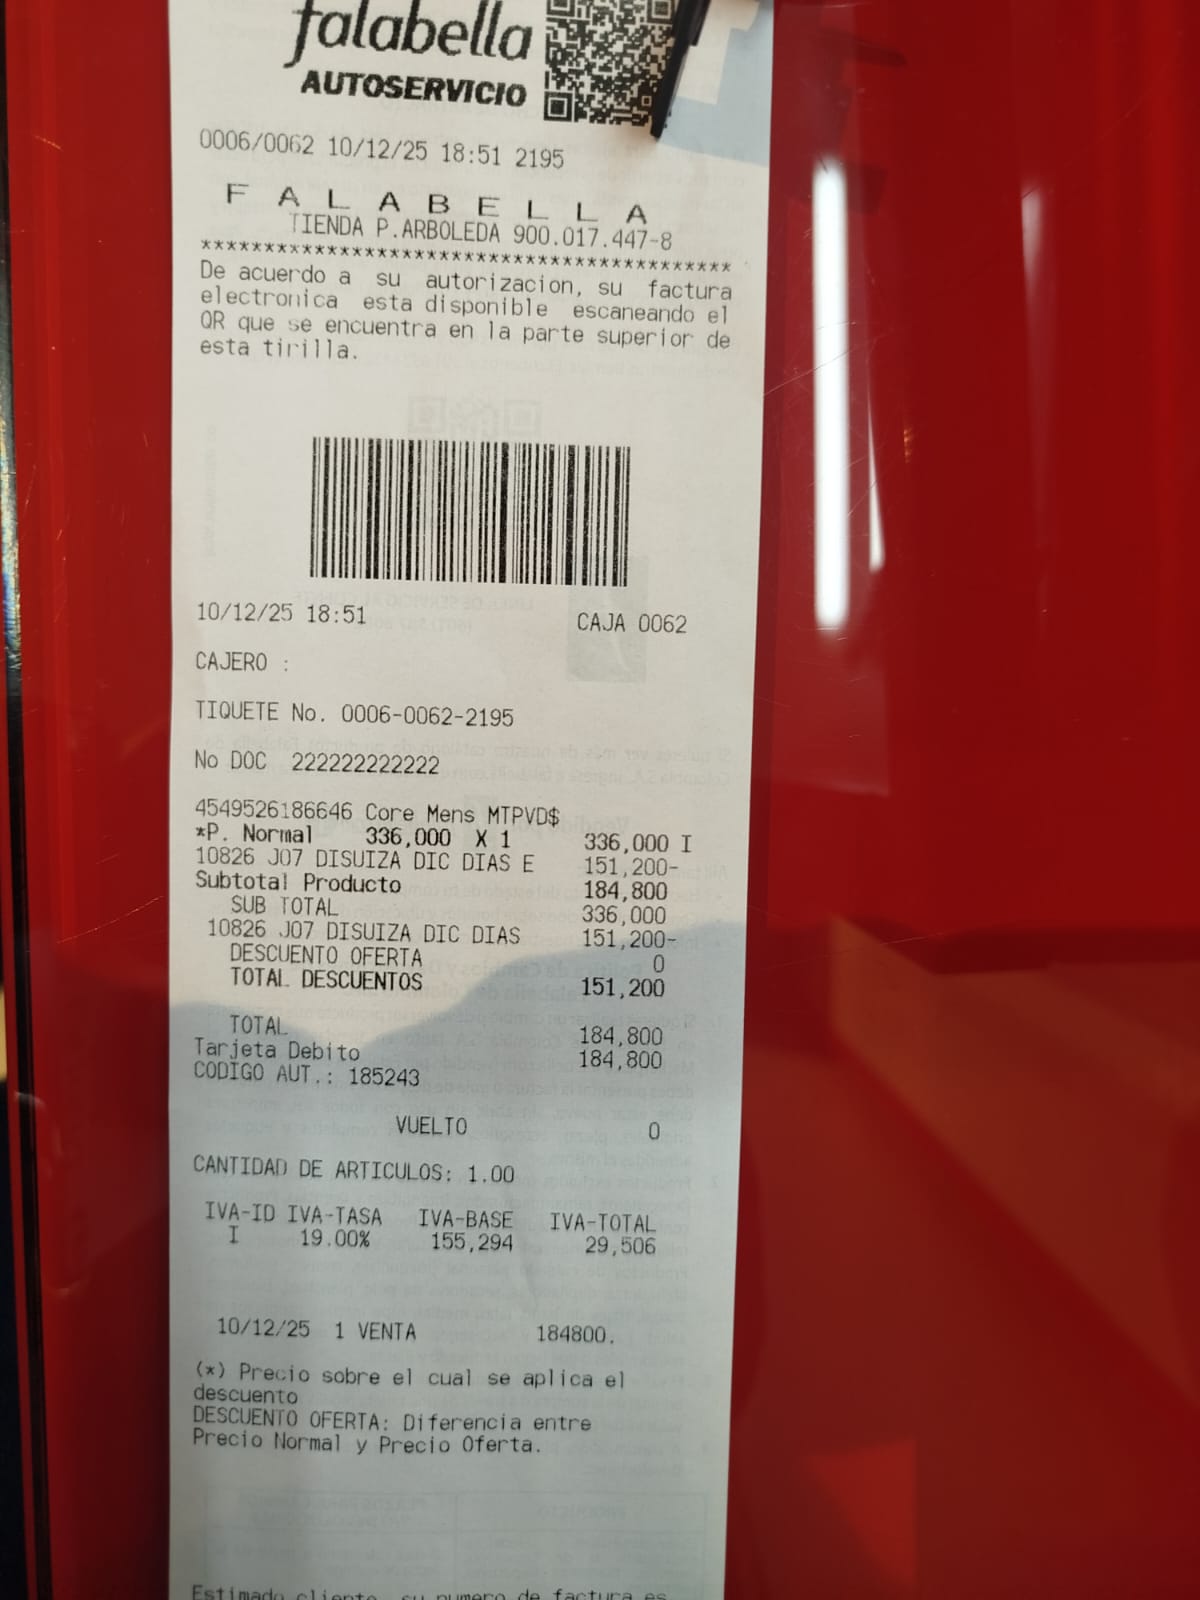 falabella
AUTOSERVICIO
0006/0062 10/12/25 18:51 2195
F A L A B E L L A
TIENDA P.ARBOLEDA 900.017.447-8
******************************************
De acuerdo a su autorizacion, su factura
electronica esta disponible escaneando el
QR que se encuentra en la parte superior de
esta tirilla.
10/12/25 18:51 CAJA 0062
CAJERO :
TIQUETE No. 0006-0062-2195
No DOC 222222222222
4549526186646 Core Mens MTPVD$
*P. Normal 336,000 X 1 336,000 I
10826 J07 DISUIZA DIC DIAS E 151,200-
Subtotal Producto 184,800
SUB TOTAL 336,000
10826 J07 DISUIZA DIC DIAS 151,200-
DESCUENTO OFERTA 0
TOTAL DESCUENTOS 151,200
TOTAL 184,800
Tarjeta Debito 184,800
CODIGO AUT.: 185243
VUELTO 0
CANTIDAD DE ARTICULOS: 1.00
IVA-ID IVA-TASA IVA-BASE IVA-TOTAL
I 19.00% 155,294 29,506
10/12/25 1 VENTA 184800.
(*) Precio sobre el cual se aplica el
descuento
DESCUENTO OFERTA: Diferencia entre
Precio Normal y Precio Oferta.
Estimado cliente, su numero de factura es